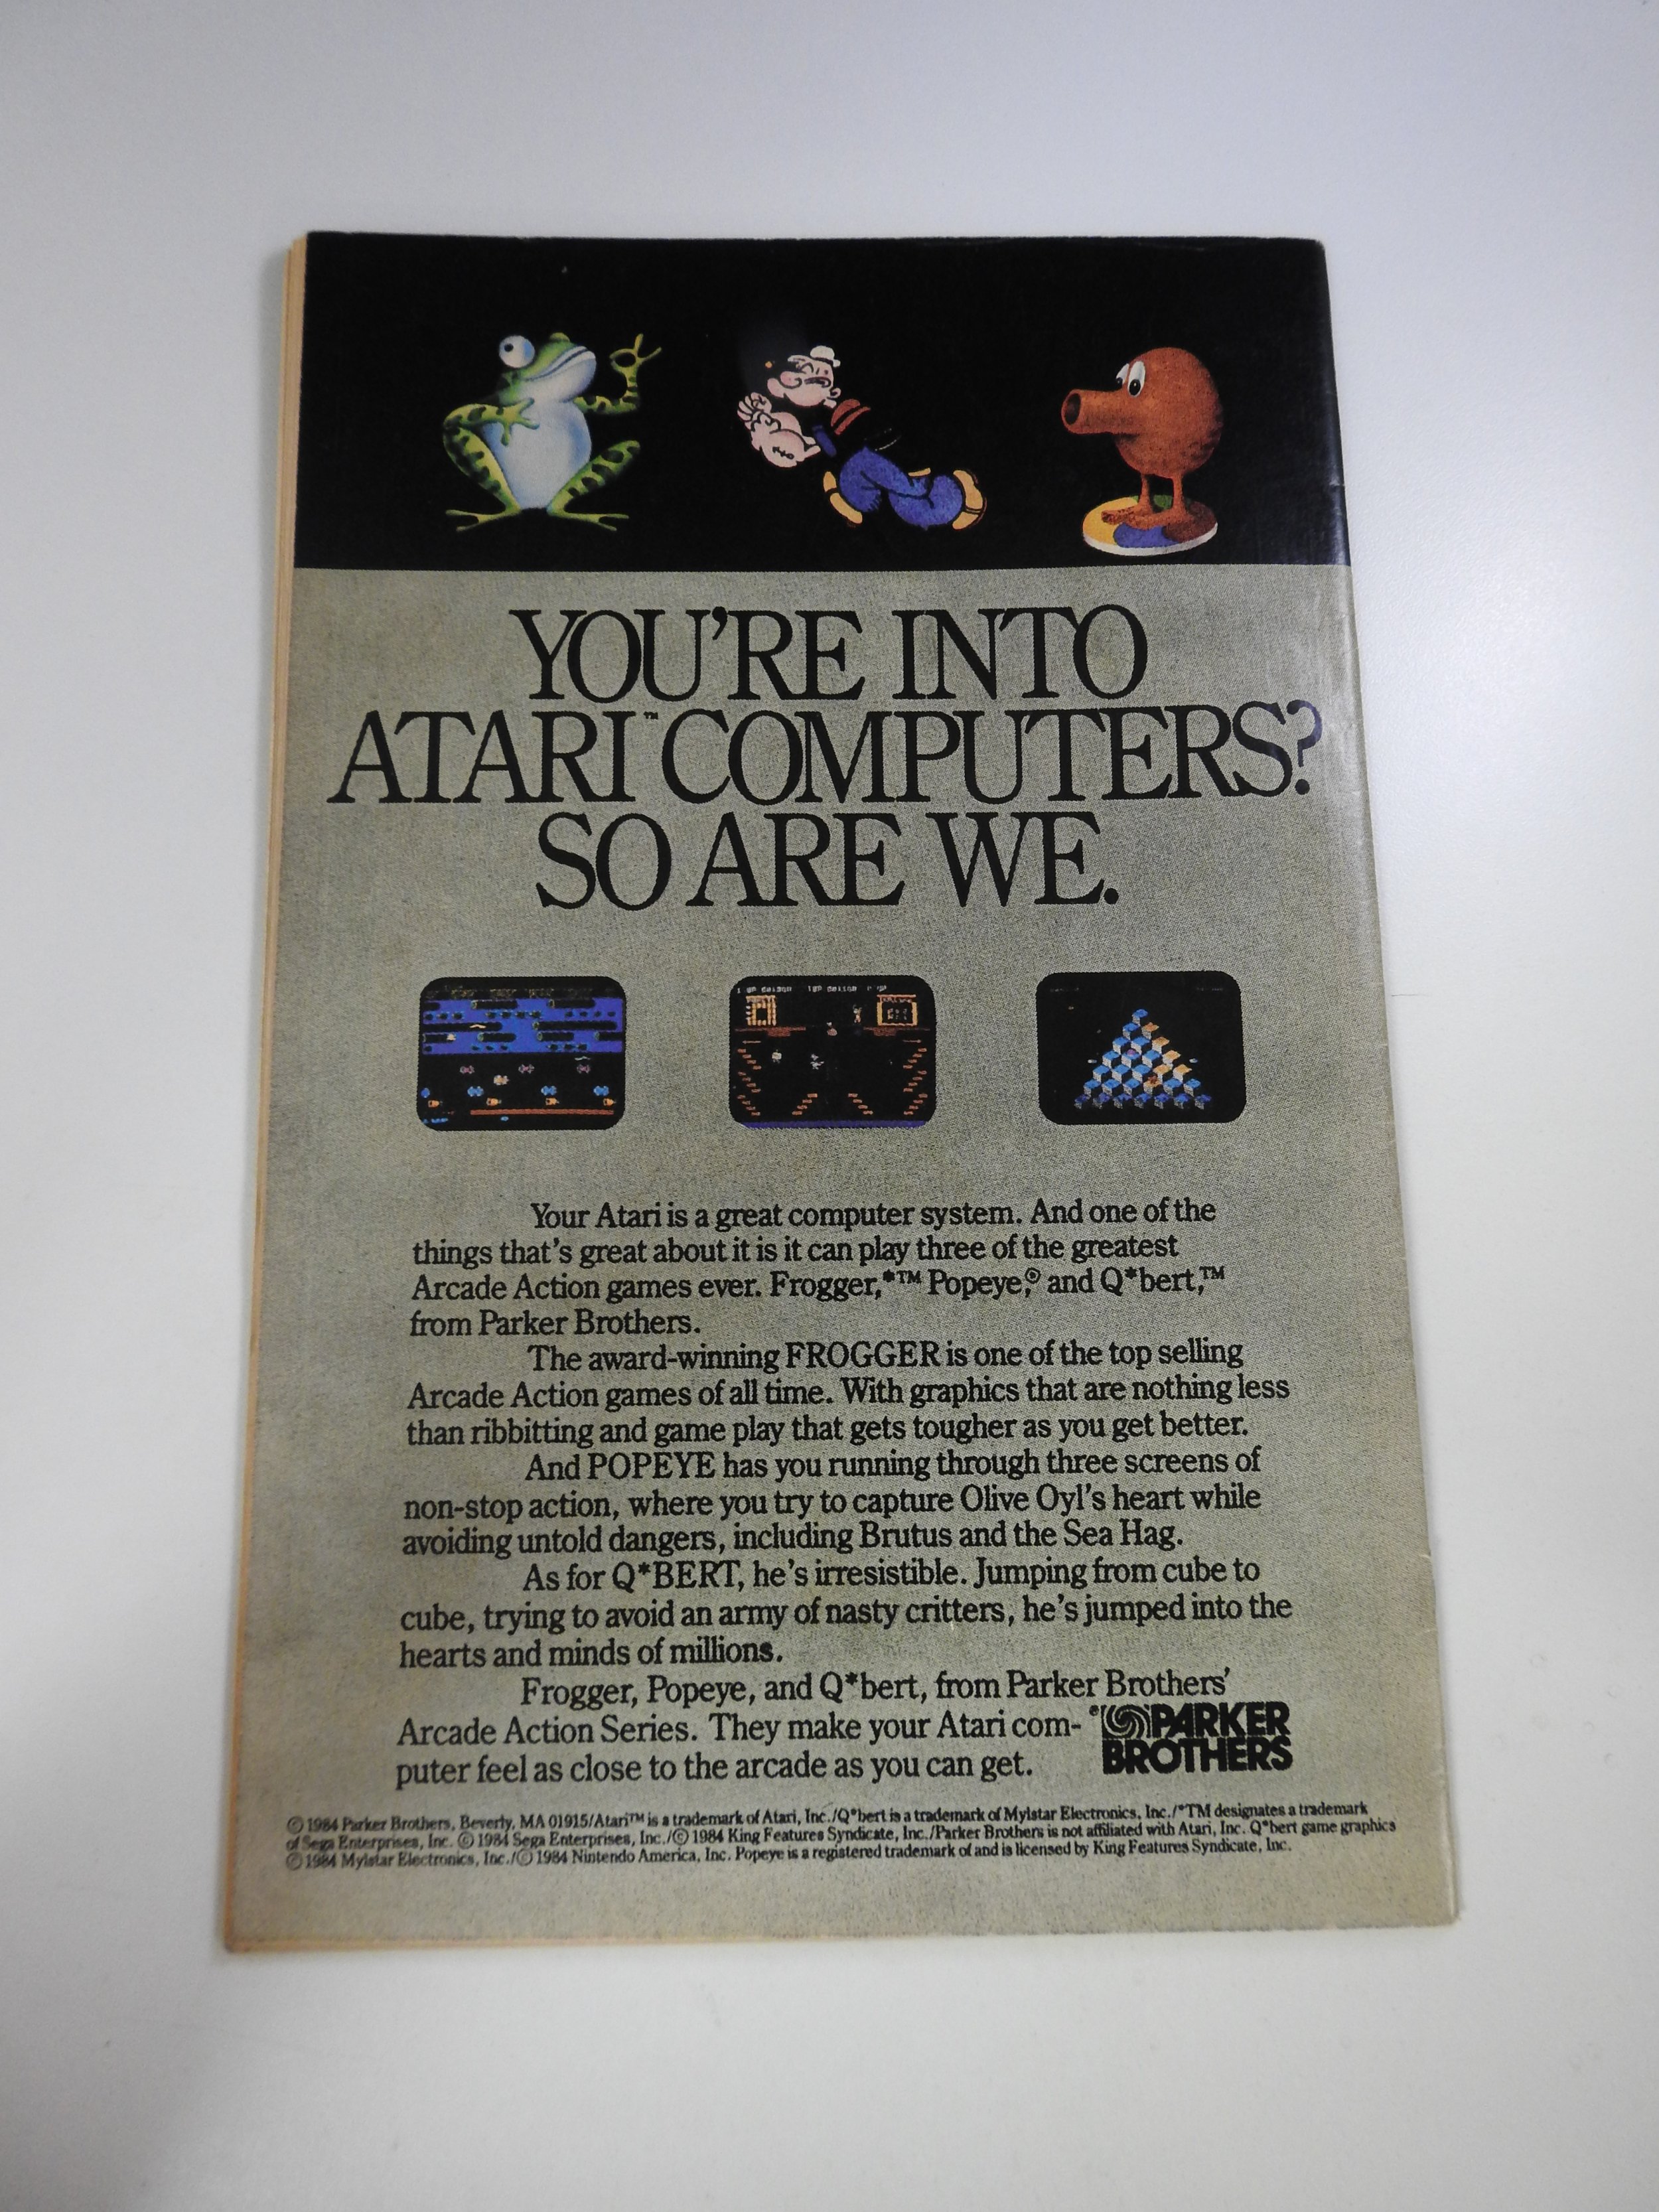 YOU'RE INTO
ATARI™ COMPUTERS?
SO ARE WE.
Your Atari is a great computer system. And one of the
things that's great about it is it can play three of the greatest
Arcade Action games ever. Frogger,*™ Popeye,® and Q*bert,™
from Parker Brothers.
The award-winning FROGGER is one of the top selling
Arcade Action games of all time. With graphics that are nothing less
than ribbitting and game play that gets tougher as you get better.
And POPEYE has you running through three screens of
non-stop action, where you try to capture Olive Oyl's heart while
avoiding untold dangers, including Brutus and the Sea Hag.
As for Q*BERT, he's irresistible. Jumping from cube to
cube, trying to avoid an army of nasty critters, he's jumped into the
hearts and minds of millions.
Frogger, Popeye, and Q*bert, from Parker Brothers'
Arcade Action Series. They make your Atari com-
puter feel as close to the arcade as you can get.
PARKER
BROTHERS
© 1984 Parker Brothers, Beverly, MA 01915/Atari™ is a trademark of Atari, Inc./Q*bert is a trademark of Mylstar Electronics, Inc./*TM designates a trademark
of Sega Enterprises, Inc. © 1984 Sega Enterprises, Inc./© 1984 King Features Syndicate, Inc./Parker Brothers is not affiliated with Atari, Inc. Q*bert game graphics
© 1984 Mylstar Electronics, Inc./© 1984 Nintendo America, Inc. Popeye is a registered trademark of and is licensed by King Features Syndicate, Inc.